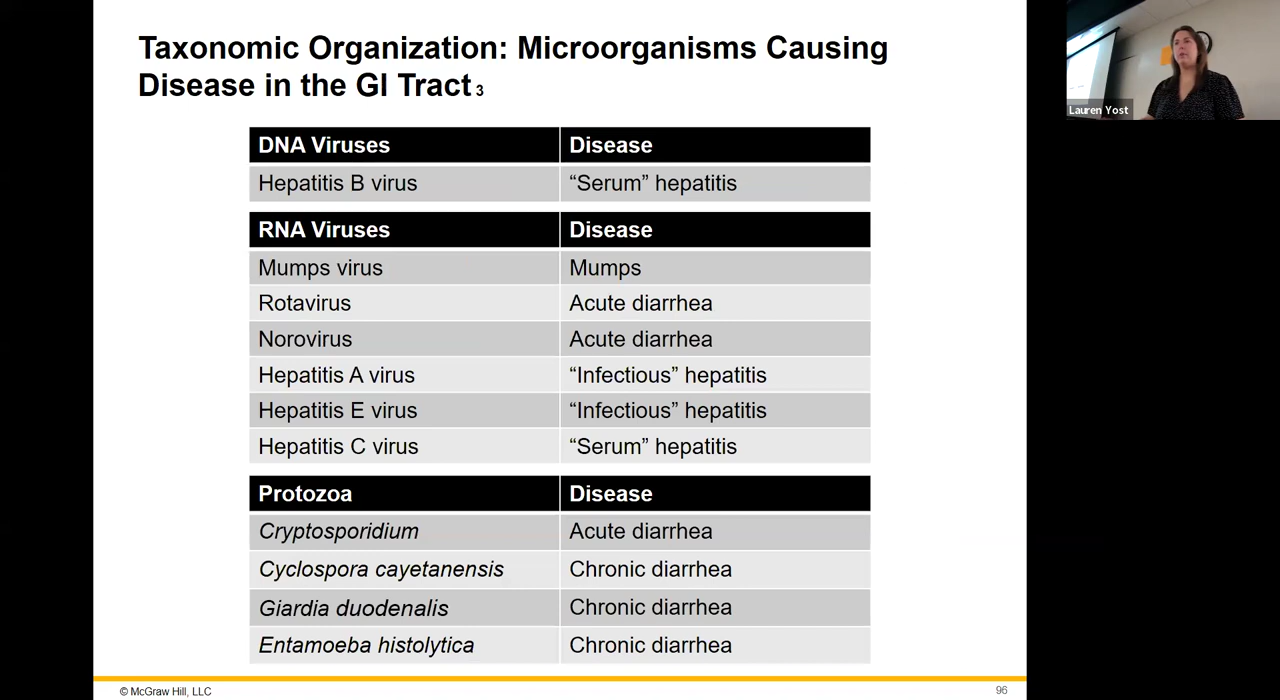 Taxonomic Organization: Microorganisms Causing
Disease in the GI Tract 3
Lauren Yost
DNA Viruses Disease
Hepatitis B virus “Serum” hepatitis
RNA Viruses Disease
Mumps virus Mumps
Rotavirus Acute diarrhea
Norovirus Acute diarrhea
Hepatitis A virus “Infectious” hepatitis
Hepatitis E virus “Infectious” hepatitis
Hepatitis C virus “Serum” hepatitis
Protozoa Disease
Cryptosporidium Acute diarrhea
Cyclospora cayetanensis Chronic diarrhea
Giardia duodenalis Chronic diarrhea
Entamoeba histolytica Chronic diarrhea
© McGraw Hill, LLC 96